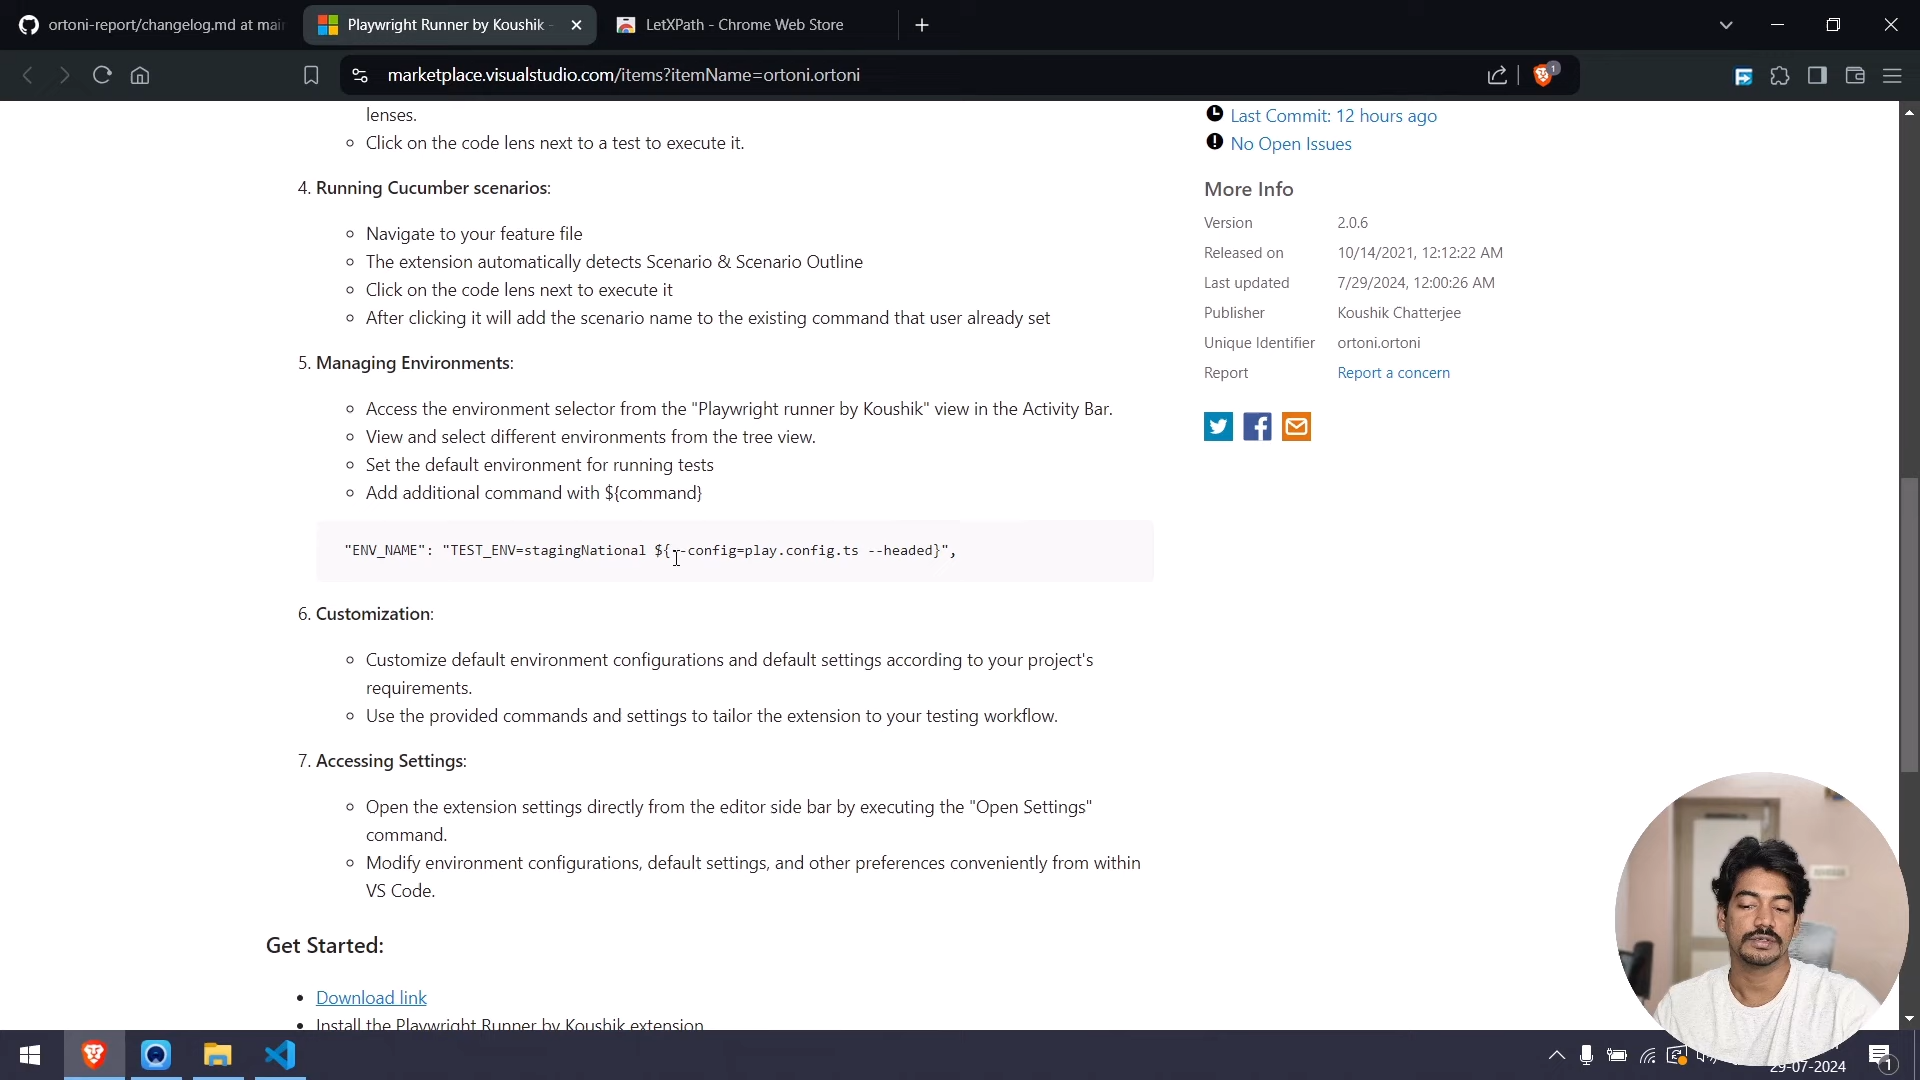 ortoni-report/changelog.md at mai
Playwright Runner by Koushik -
LetXPath - Chrome Web Store
marketplace.visualstudio.com/items?itemName=ortoni.ortoni
1
lenses.
Click on the code lens next to a test to execute it.
4. Running Cucumber scenarios:
Navigate to your feature file
The extension automatically detects Scenario & Scenario Outline
Click on the code lens next to execute it
After clicking it will add the scenario name to the existing command that user already set
5. Managing Environments:
Access the environment selector from the "Playwright runner by Koushik" view in the Activity Bar.
View and select different environments from the tree view.
Set the default environment for running tests
Add additional command with ${command}
"ENV_NAME": "TEST_ENV=stagingNational ${--config=play.config.ts --headed}",
6. Customization:
Customize default environment configurations and default settings according to your project's
requirements.
Use the provided commands and settings to tailor the extension to your testing workflow.
7. Accessing Settings:
Open the extension settings directly from the editor side bar by executing the "Open Settings"
command.
Modify environment configurations, default settings, and other preferences conveniently from within
VS Code.
Get Started:
Download link
Install the Playwright Runner by Koushik extension
Last Commit: 12 hours ago
No Open Issues
More Info
Version 2.0.6
Released on 10/14/2021, 12:12:22 AM
Last updated 7/29/2024, 12:00:26 AM
Publisher Koushik Chatterjee
Unique Identifier ortoni.ortoni
Report Report a concern
29-07-2024
1